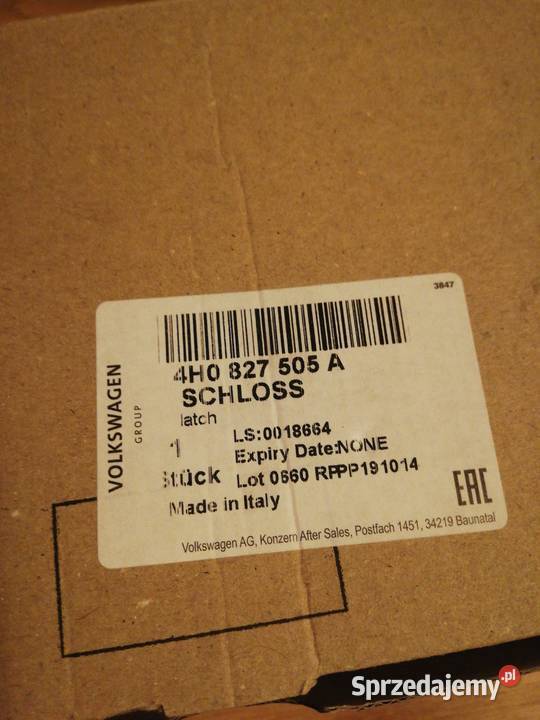 3847
VOLKSWAGEN
GROUP
4H0 827 505 A
SCHLOSS
latch
1
LS:0018664
Expiry Date:NONE
stück
Lot 0660 RPPP191014
Made in Italy
EAC
Volkswagen AG, Konzern After Sales, Postfach 1451, 34219 Baunatal
Sprzedajemy.pl